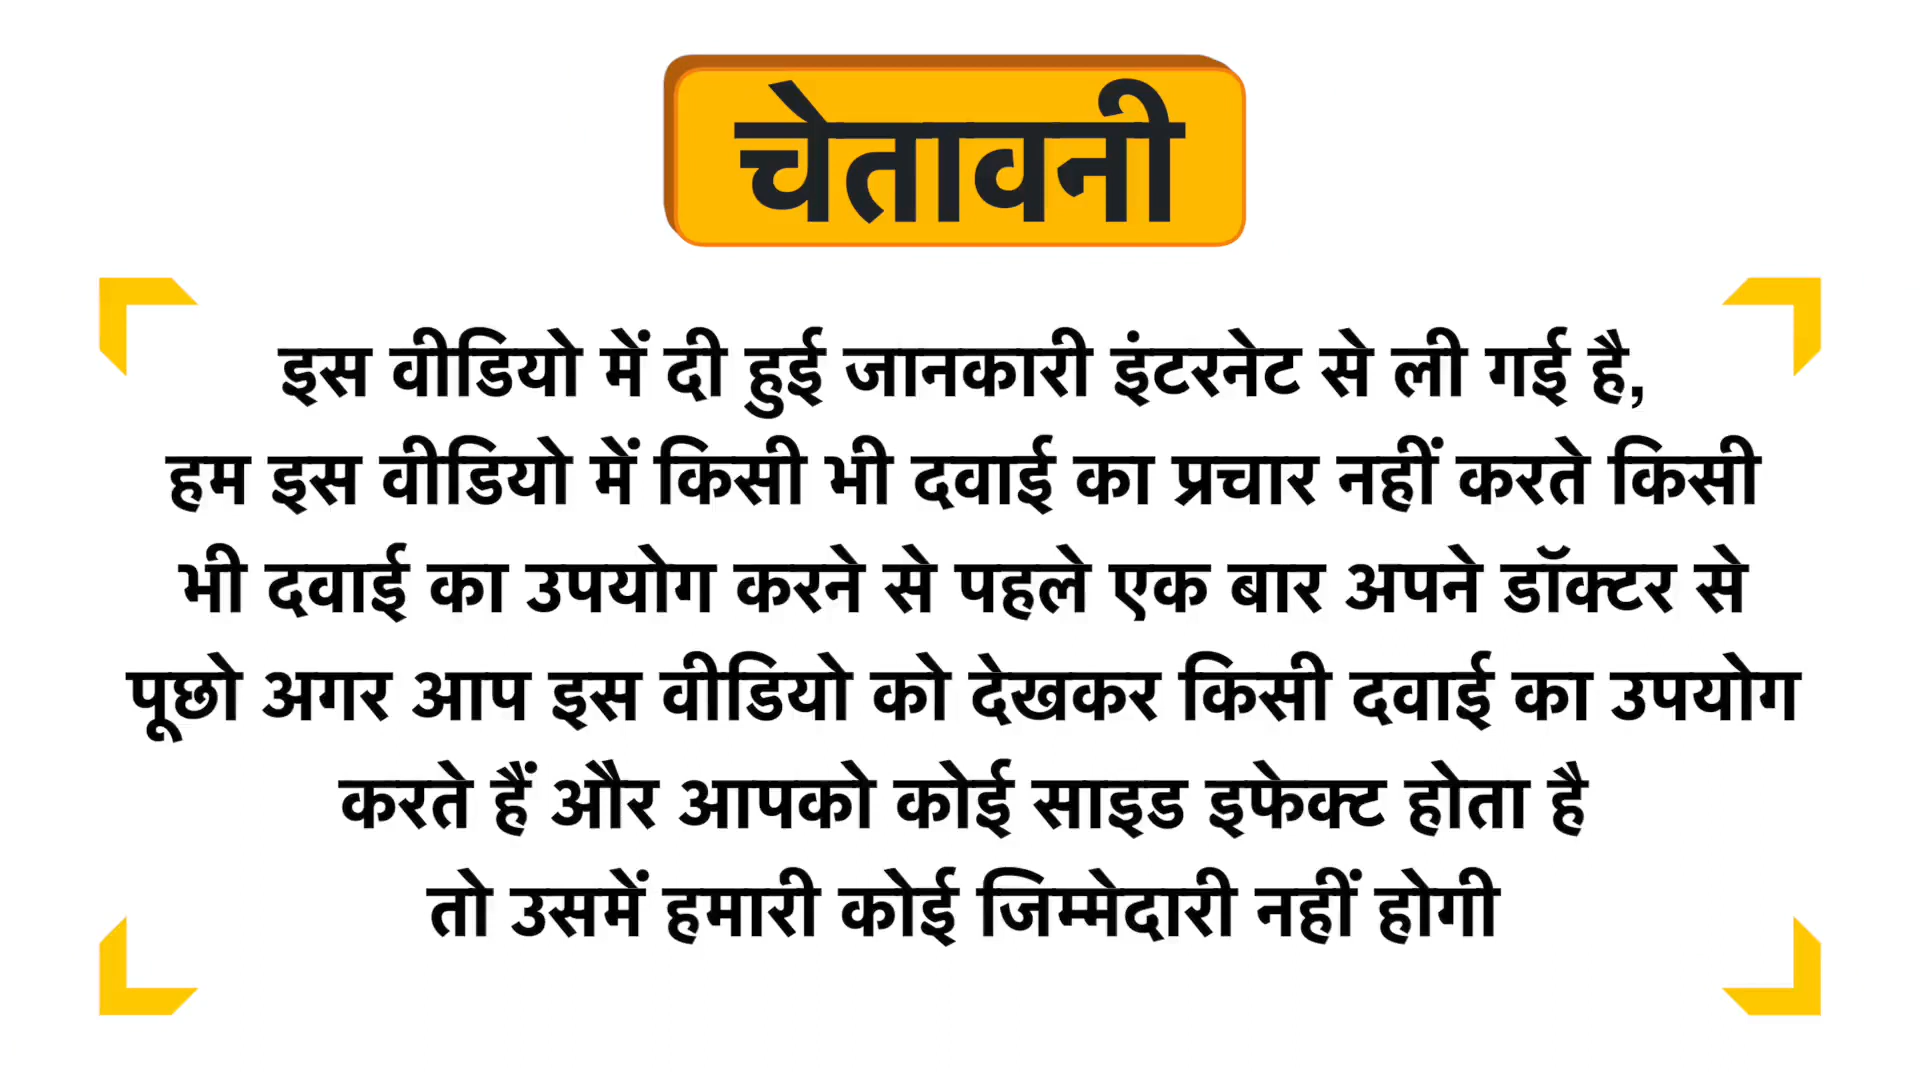 चेतावनी
इस वीडियो में दी हुई जानकारी इंटरनेट से ली गई है,
हम इस वीडियो में किसी भी दवाई का प्रचार नहीं करते किसी
भी दवाई का उपयोग करने से पहले एक बार अपने डॉक्टर से
पूछो अगर आप इस वीडियो को देखकर किसी दवाई का उपयोग
करते हैं और आपको कोई साइड इफेक्ट होता है
तो उसमें हमारी कोई जिम्मेदारी नहीं होगी